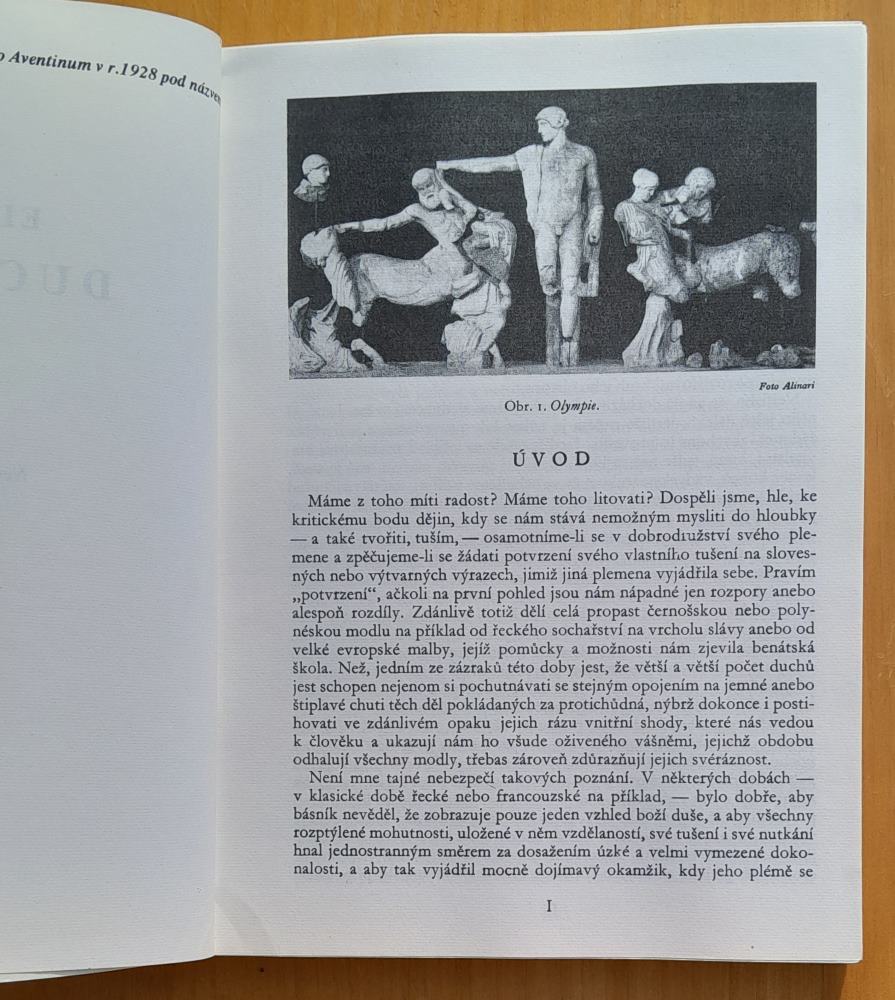 o Aventinum v r.1928 pod názvem
Foto Alinari
Obr. 1. Olympie.
ÚVOD
Máme z toho míti radost? Máme toho litovati? Dospěli jsme, hle, ke
kritickému bodu dějin, kdy se nám stává nemožným mysliti do hloubky
— a také tvořiti, tuším, — osamotníme-li se v dobrodružství svého ple-
mene a zpěčujeme-li se žádati potvrzení svého vlastního tušení na sloves-
ných nebo výtvarných výrazech, jimiž jiná plemena vyjádřila sebe. Pravím
„potvrzení“, ačkoli na první pohled jsou nám nápadné jen rozpory anebo
alespoň rozdíly. Zdánlivě totiž dělí celá propast černošskou nebo poly-
néskou modlu na příklad od řeckého sochařství na vrcholu slávy anebo od
velké evropské malby, jejíž pomůcky a možnosti nám zjevila benátská
škola. Než, jedním ze zázraků této doby jest, že větší a větší počet duchů
jest schopen nejenom si pochutnávati se stejným opojením na jemné anebo
štiplavé chuti těch děl pokládaných za protichůdná, nýbrž dokonce i posti-
hovati ve zdánlivém opaku jejich rázu vnitřní shody, které nás vedou
k člověku a ukazují nám ho všude oživeného vášněmi, jejichž obdobu
odhalují všechny modly, třebas zároveň zdůrazňují jejich svéráznost.
Není mne tajné nebezpečí takových poznání. V některých dobách —
v klasické době řecké nebo francouzské na příklad, — bylo dobře, aby
básník nevěděl, že zobrazuje pouze jeden vzhled boží duše, a aby všechny
rozptýlené mohutnosti, uložené v něm vzdělaností, své tušení i své nutkání
hnal jednostranným směrem za dosažením úzké a velmi vymezené doko-
nalosti, a aby tak vyjádřil mocně dojímavý okamžik, kdy jeho plémě se
I